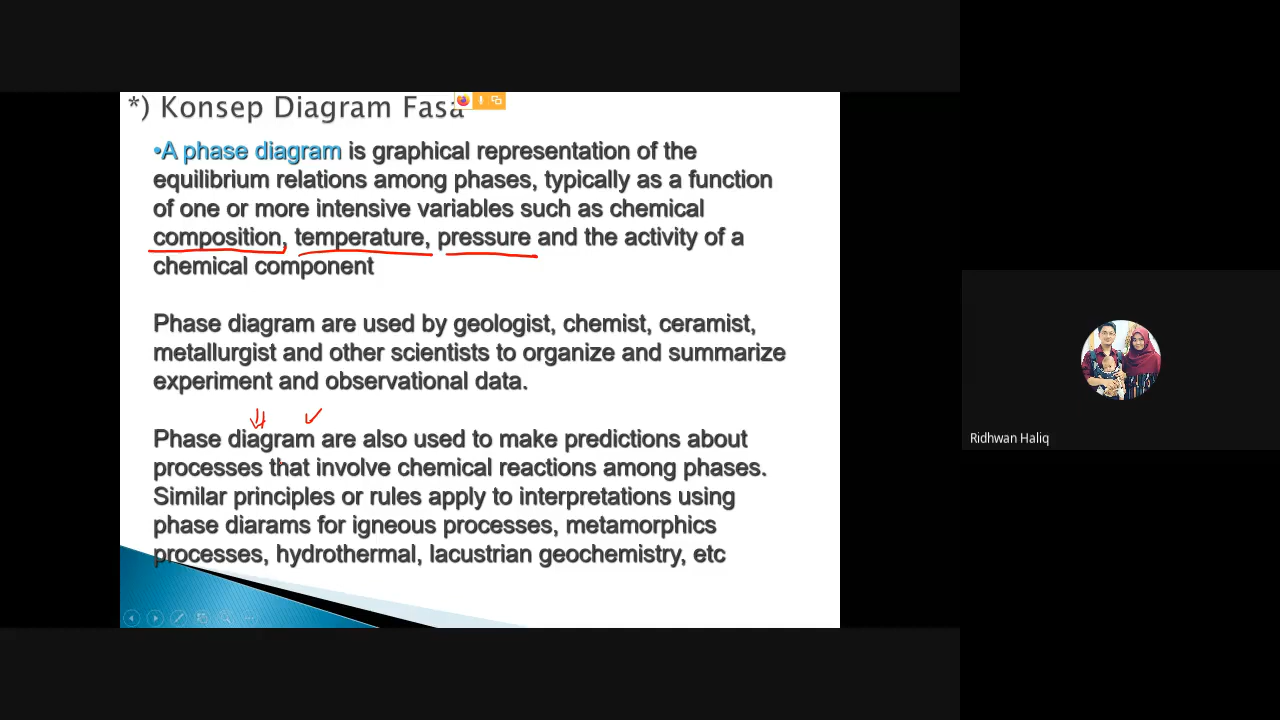 *) Konsep Diagram Fasa
•A phase diagram is graphical representation of the
equilibrium relations among phases, typically as a function
of one or more intensive variables such as chemical
composition, temperature, pressure and the activity of a
chemical component
Phase diagram are used by geologist, chemist, ceramist,
metallurgist and other scientists to organize and summarize
experiment and observational data.
Phase diagram are also used to make predictions about
processes that involve chemical reactions among phases.
Similar principles or rules apply to interpretations using
phase diarams for igneous processes, metamorphics
processes, hydrothermal, lacustrian geochemistry, etc
Ridhwan Haliq